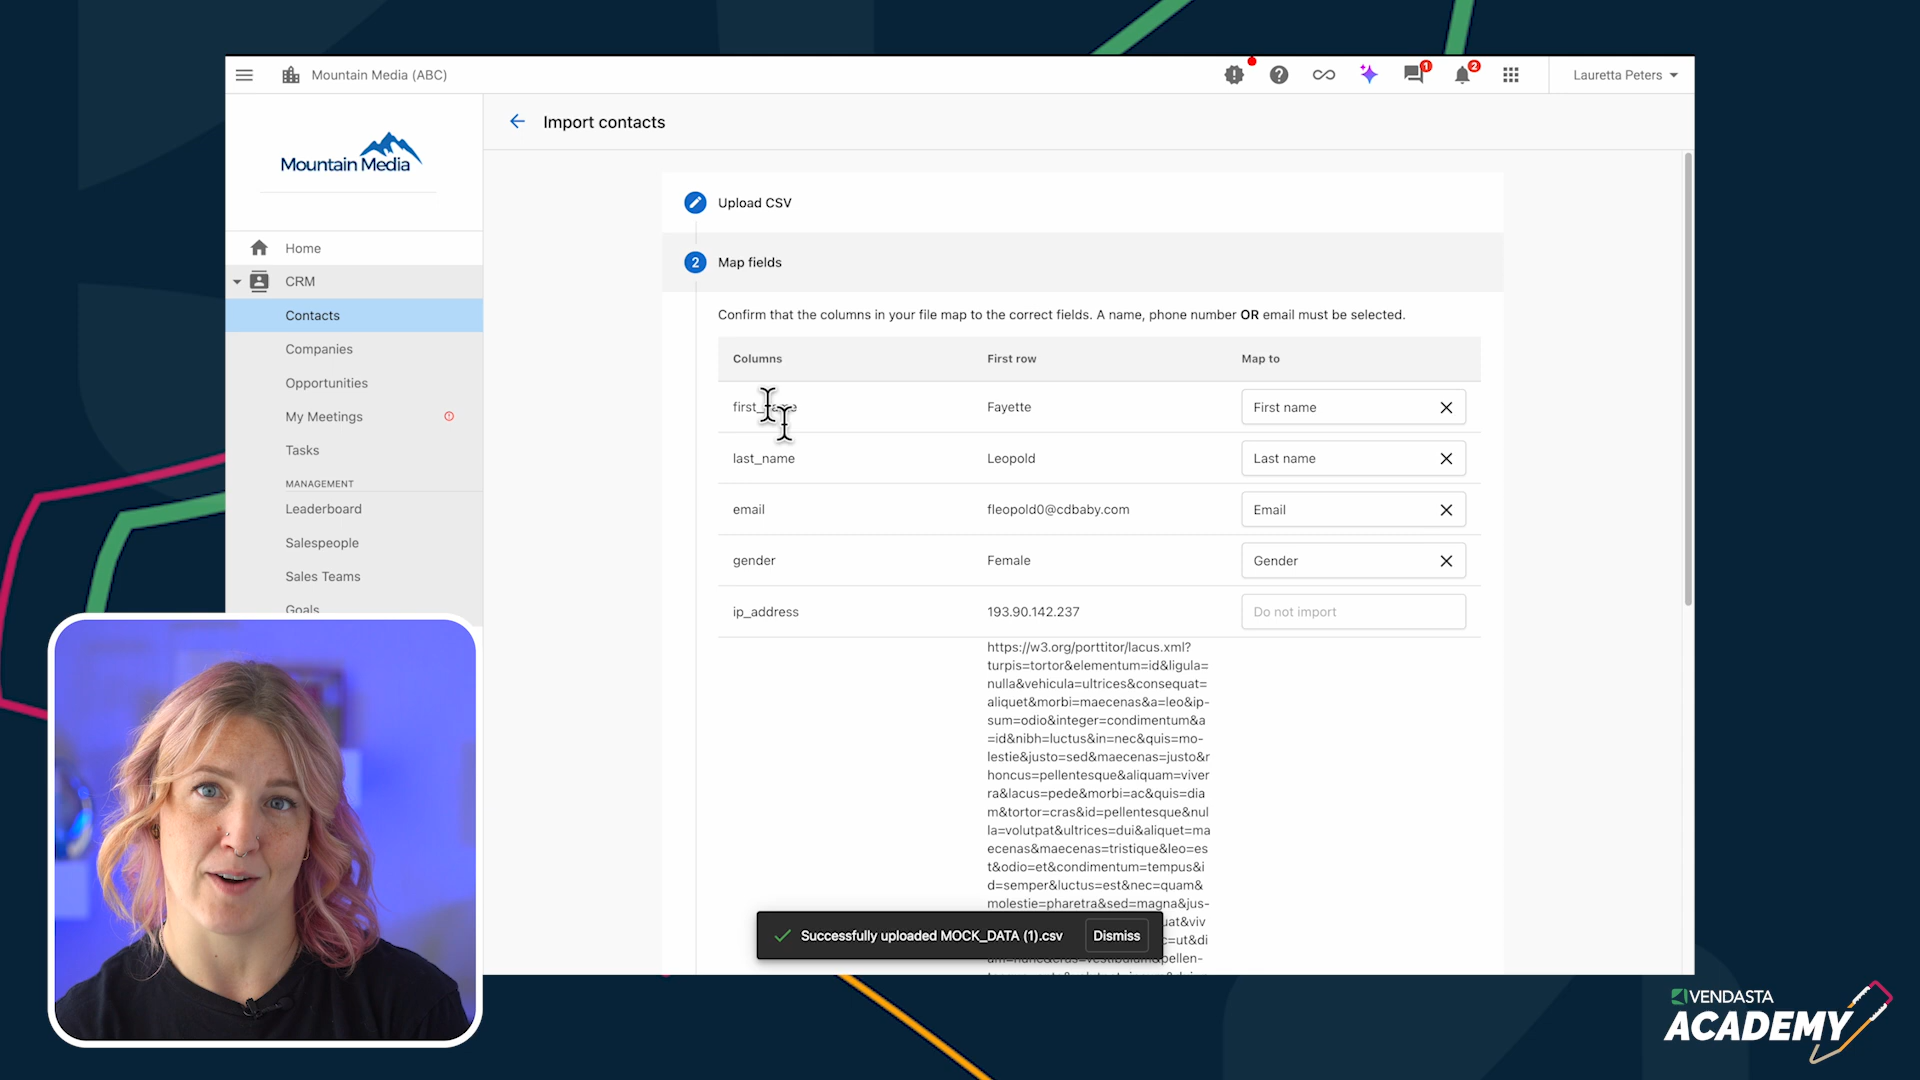 Mountain Media (ABC)
1
2
Lauretta Peters
Mountain Media
Import contacts
Upload CSV
Home
2
Map fields
CRM
Contacts
Confirm that the columns in your file map to the correct fields. A name, phone number OR email must be selected.
Companies
Columns
First row
Map to
Opportunities
first_
Fayette
First name
My Meetings
Tasks
last_name
Leopold
Last name
MANAGEMENT
Leaderboard
email
fleopold0@cdbaby.com
Email
Salespeople
gender
Female
Gender
Sales Teams
Goals
ip_address
193.90.142.237
Do not import
https://w3.org/porttitor/lacus.xml?
turpis=tortor&elementum=id&ligula=
nulla&vehicula=ultrices&consequat=
aliquet&morbi=maecenas&a=leo&ip-
sum=odio&integer=condimentum&a
=id&nibh=luctus&in=nec&quis=mo-
lestie&justo=sed&maecenas=justo&r
honcus=pellentesque&aliquam=viver
ra&lacus=pede&morbi=ac&quis=dia
m&tortor=cras&id=pellentesque&nul
la=volutpat&ultrices=dui&aliquet=ma
ecenas&maecenas=tristique&leo=es
t&odio=et&condimentum=tempus&i
d=semper&luctus=est&nec=quam&
molestie=pharetra&sed=magna&jus-
uat&viv
Successfully uploaded MOCK_DATA (1).csv
Dismiss
c=ut&di
VENDASTA
ACADEMY